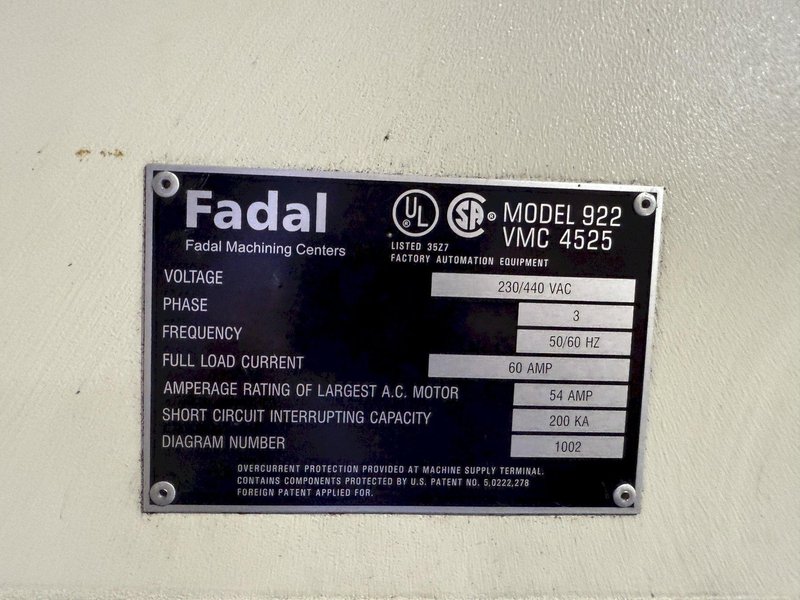 Fadal
Fadal Machining Centers
UL ®
SA ®
LISTED 35Z7
FACTORY AUTOMATION EQUIPMENT
MODEL 922
VMC 4525
VOLTAGE 230/440 VAC
PHASE 3
FREQUENCY 50/60 HZ
FULL LOAD CURRENT 60 AMP
AMPERAGE RATING OF LARGEST A.C. MOTOR 54 AMP
SHORT CIRCUIT INTERRUPTING CAPACITY 200 KA
DIAGRAM NUMBER 1002
OVERCURRENT PROTECTION PROVIDED AT MACHINE SUPPLY TERMINAL.
CONTAINS COMPONENTS PROTECTED BY U.S. PATENT NO. 5,0222,278
FOREIGN PATENT APPLIED FOR.